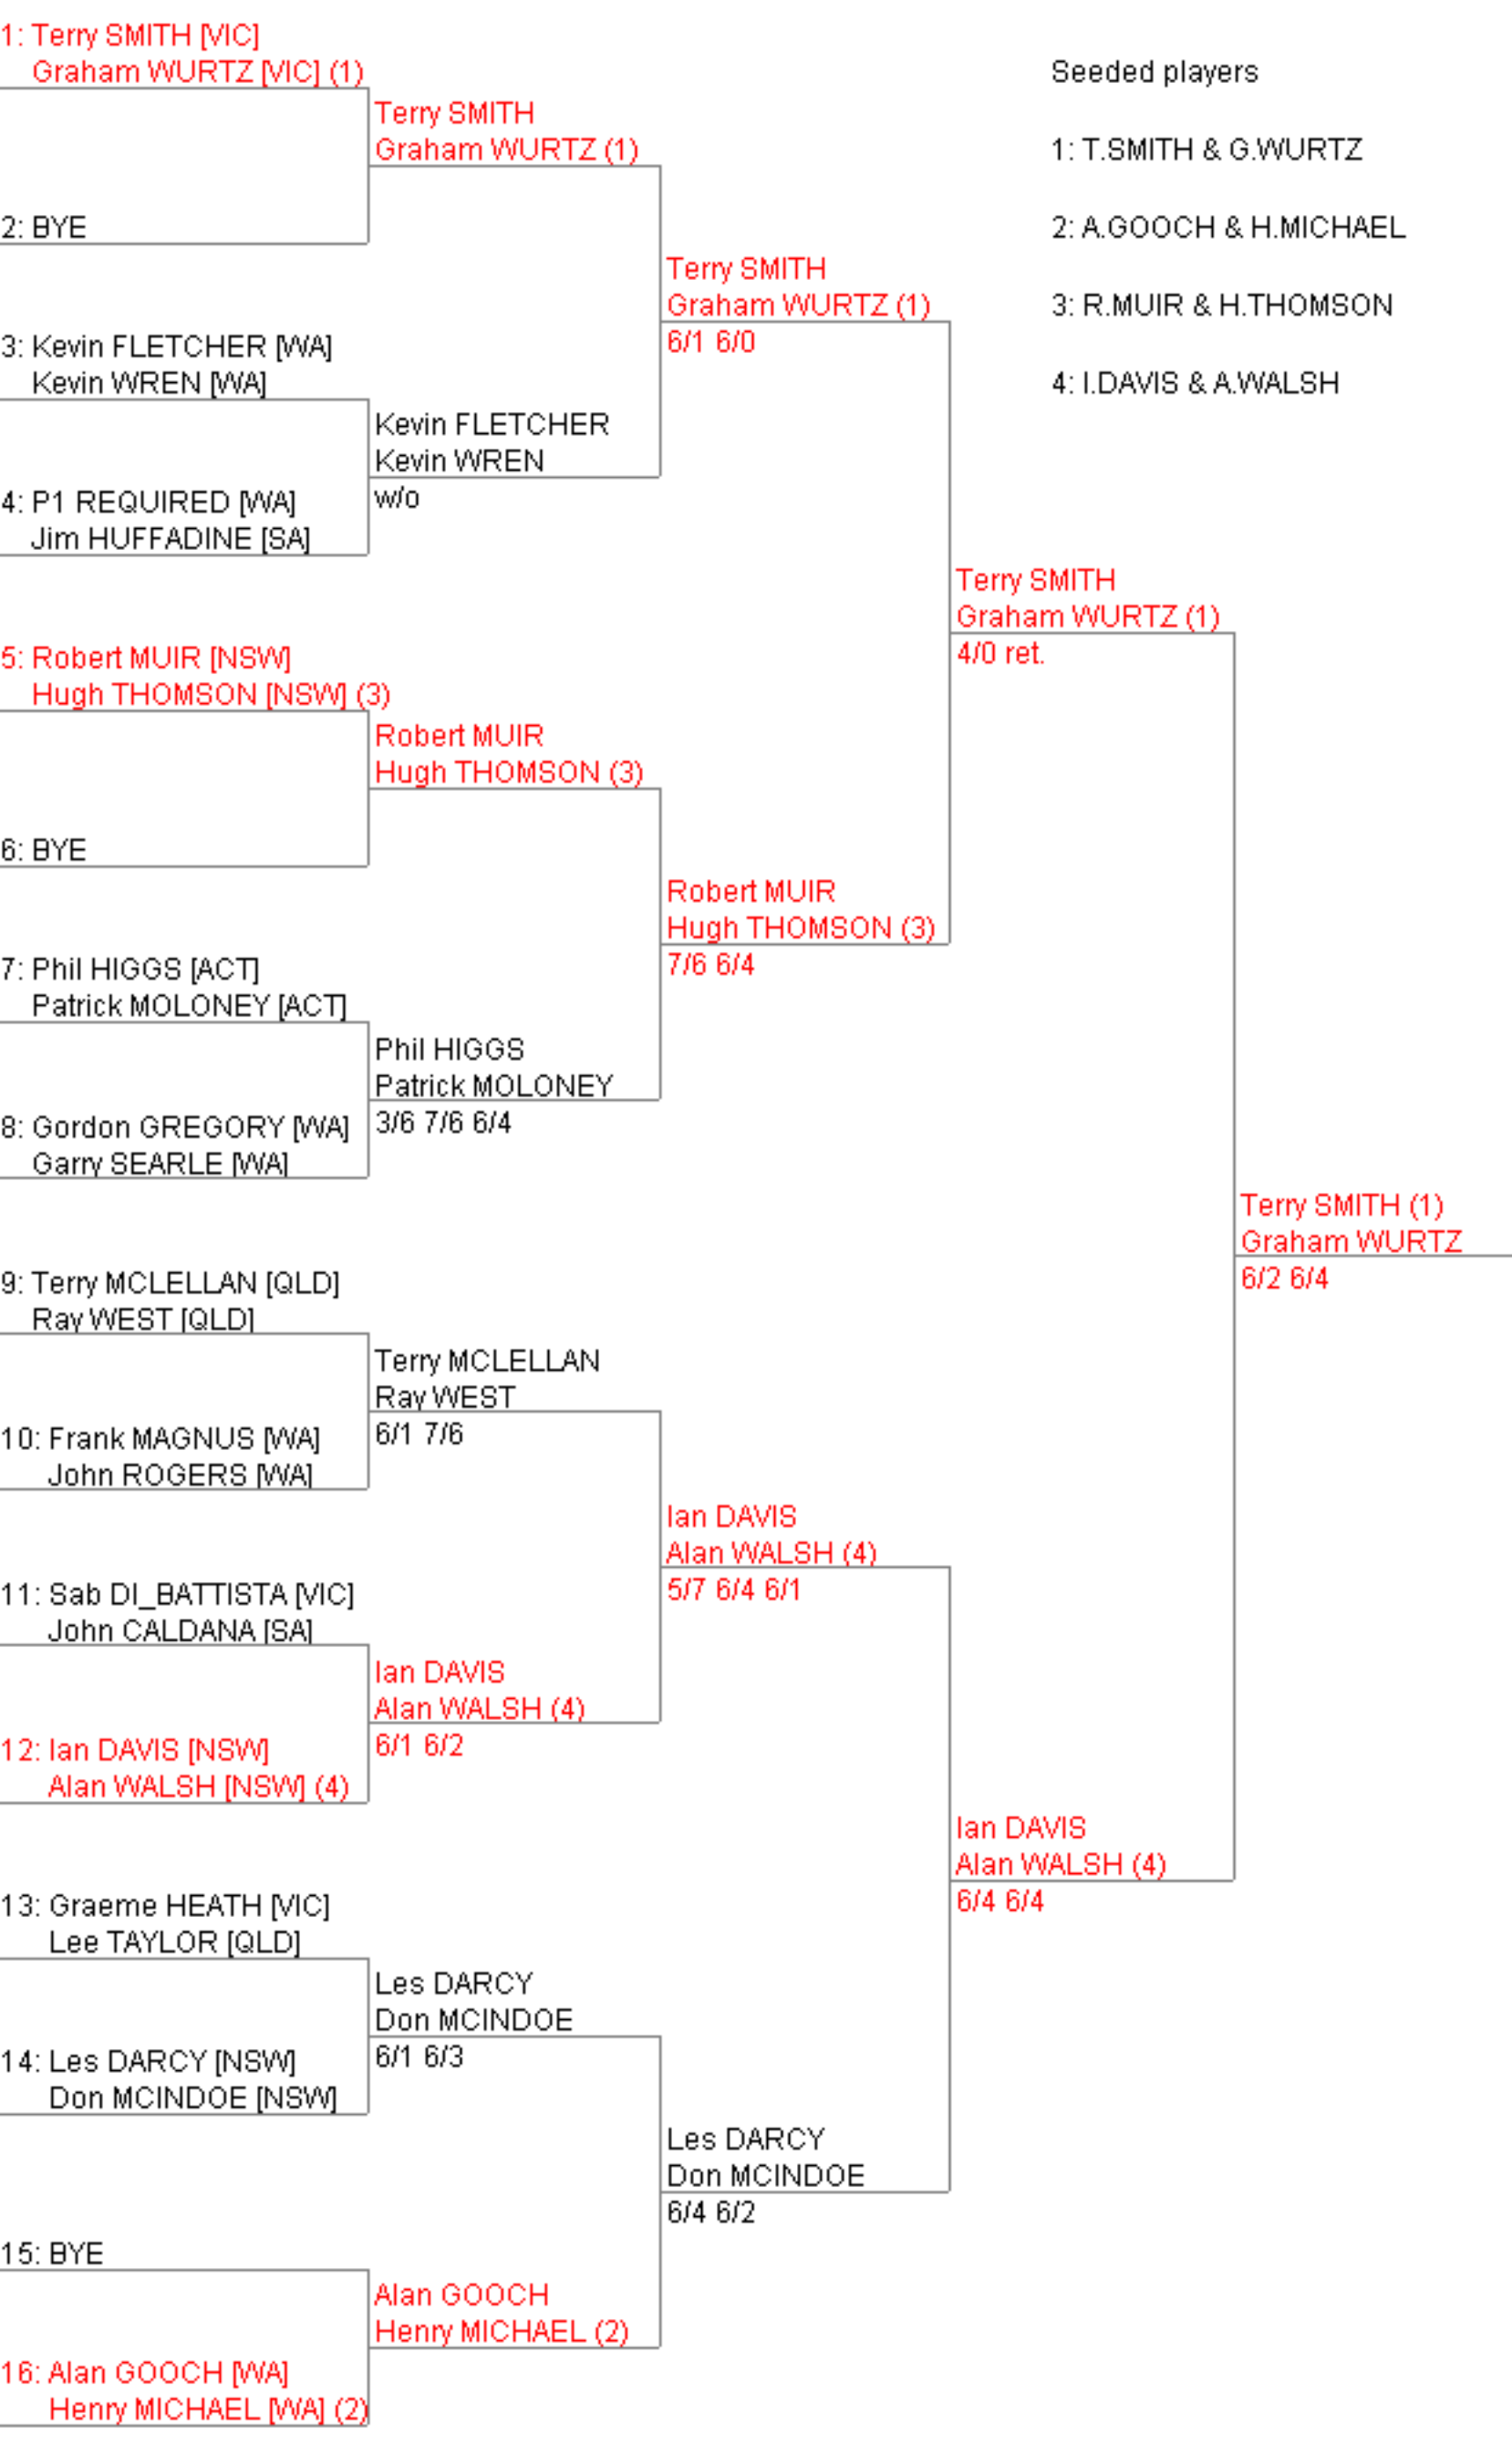 1: Terry SMITH [VIC]
Graham WURTZ [VIC] (1)
2: BYE
3: Kevin FLETCHER [WA]
Kevin WREN [WA]
4: P1 REQUIRED [WA]
Jim HUFFADINE [SA]
5: Robert MUIR [NSW]
Hugh THOMSON [NSW] (3)
6: BYE
7: Phil HIGGS [ACT]
Patrick MOLONEY [ACT]
8: Gordon GREGORY [WA]
Garry SEARLE [WA]
9: Terry MCLELLAN [QLD]
Ray WEST [QLD]
10: Frank MAGNUS [WA]
John ROGERS [WA]
11: Sab DI_BATTISTA [VIC]
John CALDANA [SA]
12: Ian DAVIS [NSW]
Alan WALSH [NSW] (4)
13: Graeme HEATH [VIC]
Lee TAYLOR [QLD]
14: Les DARCY [NSW]
Don MCINDOE [NSW]
15: BYE
16: Alan GOOCH [WA]
Henry MICHAEL [WA] (2)
Terry SMITH
Graham WURTZ (1)
Kevin FLETCHER
Kevin WREN
w/o
Robert MUIR
Hugh THOMSON (3)
Phil HIGGS
Patrick MOLONEY
3/6 7/6 6/4
Terry MCLELLAN
Ray WEST
6/1 7/6
Ian DAVIS
Alan WALSH (4)
6/1 6/2
Les DARCY
Don MCINDOE
6/1 6/3
Alan GOOCH
Henry MICHAEL (2)
Terry SMITH
Graham WURTZ (1)
6/1 6/0
Robert MUIR
Hugh THOMSON (3)
7/6 6/4
Ian DAVIS
Alan WALSH (4)
5/7 6/4 6/1
Les DARCY
Don MCINDOE
6/4 6/2
Terry SMITH
Graham WURTZ (1)
4/0 ret.
Ian DAVIS
Alan WALSH (4)
6/4 6/4
Terry SMITH (1)
Graham WURTZ
6/2 6/4
Seeded players
1: T.SMITH & G.WURTZ
2: A.GOOCH & H.MICHAEL
3: R.MUIR & H.THOMSON
4: I.DAVIS & A.WALSH